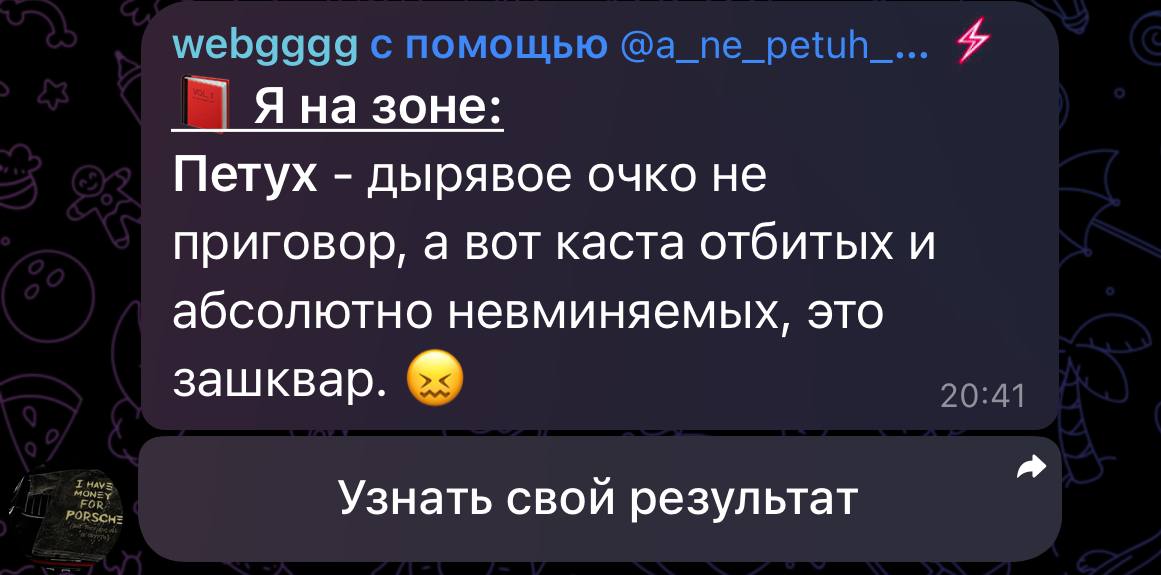 webgggg с помощью @a_ne_petuh_...
Я на зоне:
Петух - дырявое очко не
приговор, а вот каста отбитых и
абсолютно невминяемых, это
зашквар. 😖
20:41
Узнать свой результат
I HAVE
MONEY
FOR
PORSCHE